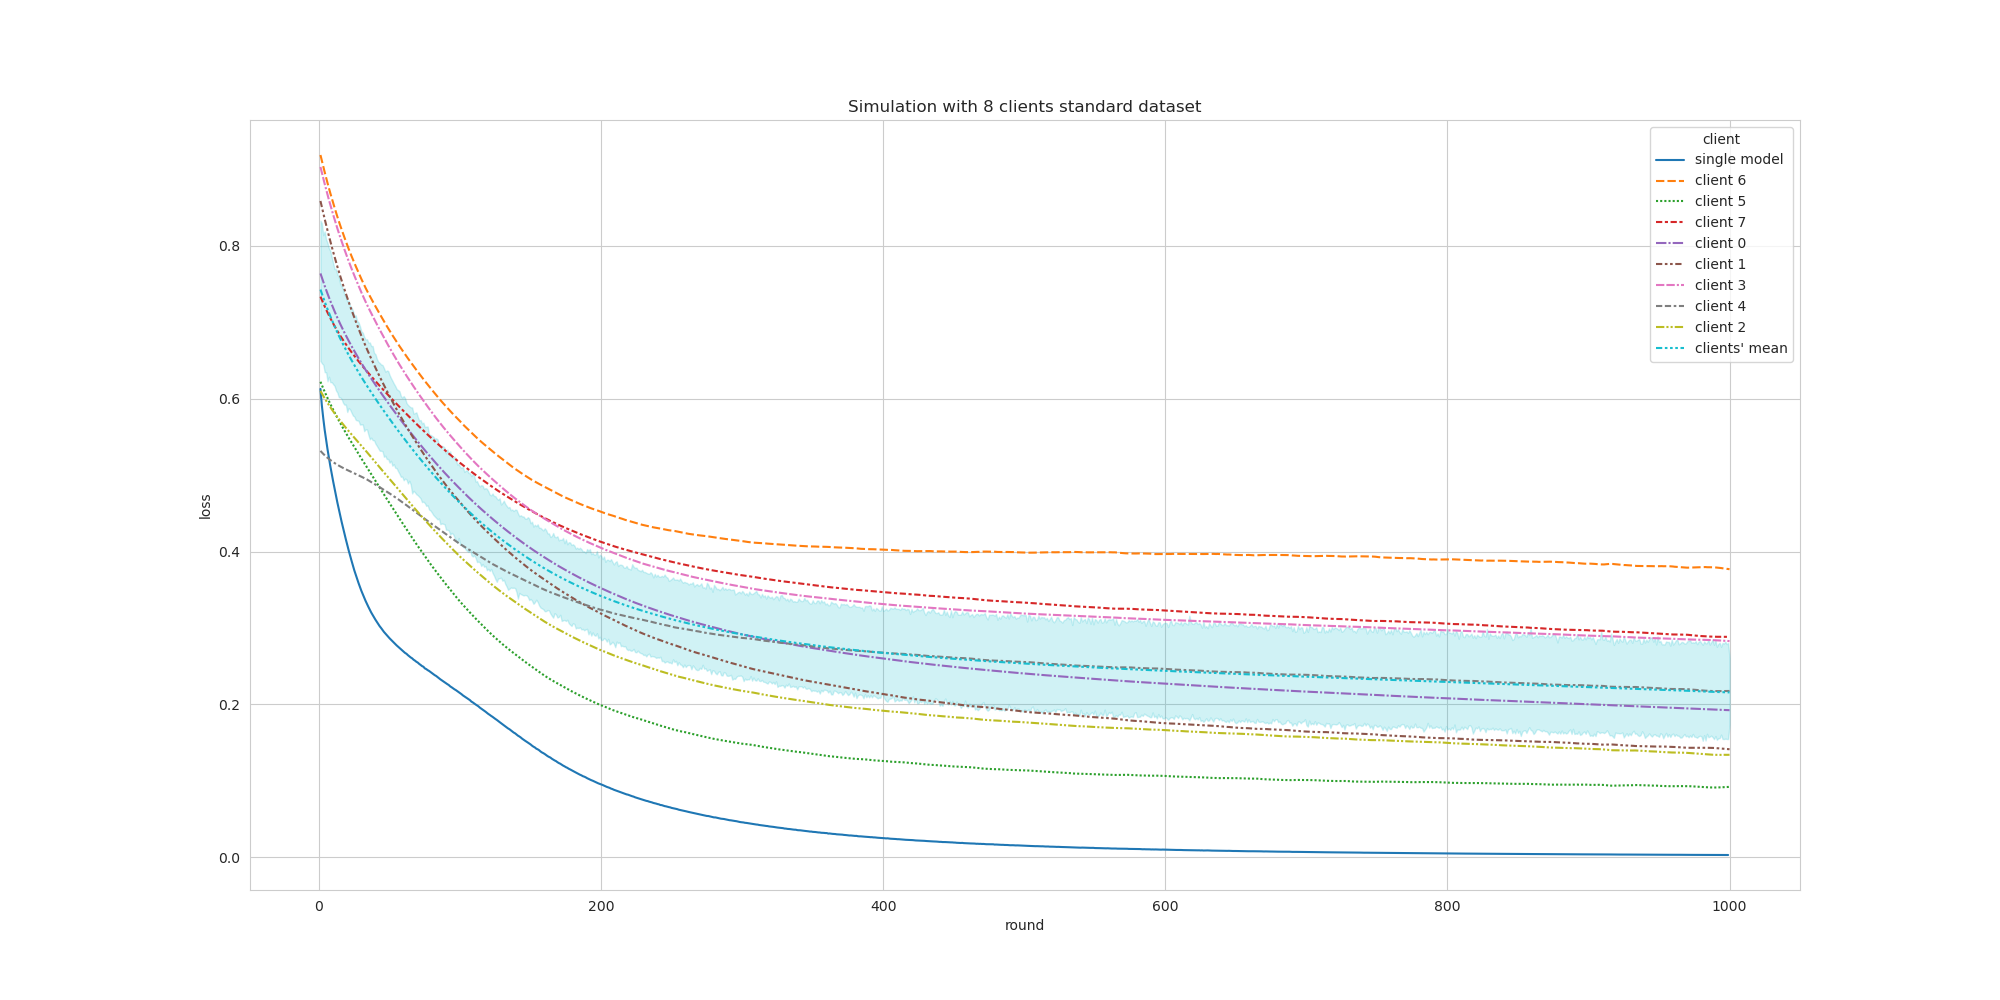 Simulation with 8 clients standard dataset
client
single model
client 6
client 5
client 7
client 0
client 1
client 3
client 4
client 2
clients' mean
loss
0.8
0.6
0.4
0.2
0.0
0 200 400 600 800 1000
round